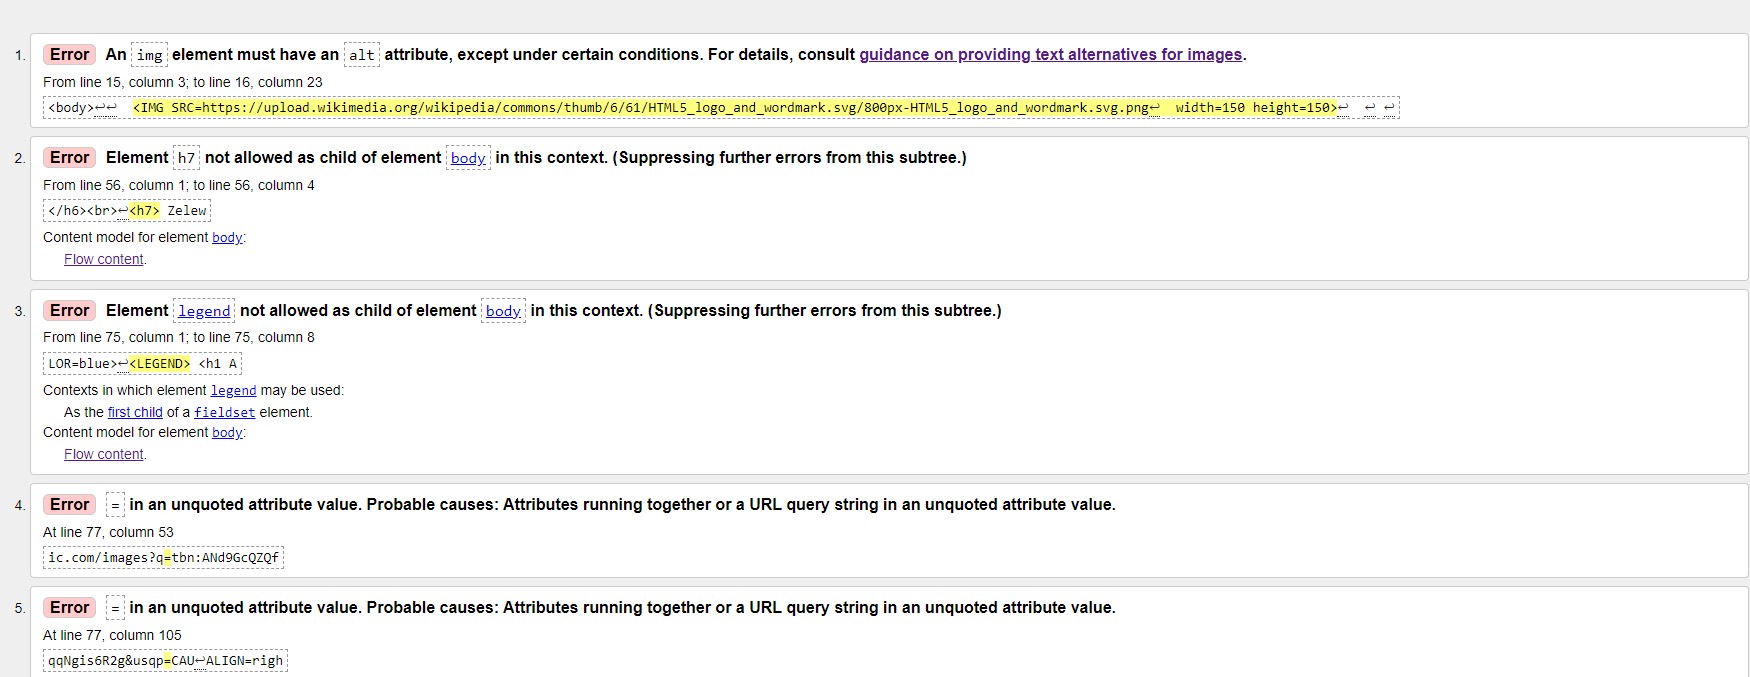 1. Error An img element must have an alt attribute, except under certain conditions. For details, consult guidance on providing text alternatives for images.
From line 15, column 3; to line 16, column 23
<body>↩↩  <IMG SRC=https://upload.wikimedia.org/wikipedia/commons/thumb/6/61/HTML5_logo_and_wordmark.svg/800px-HTML5_logo_and_wordmark.svg.png↩  width=150 height=150>↩  ↩ ↩
2. Error Element h7 not allowed as child of element body in this context. (Suppressing further errors from this subtree.)
From line 56, column 1; to line 56, column 4
</h6><br>↩<h7> Zelew
Content model for element body:
Flow content.
3. Error Element legend not allowed as child of element body in this context. (Suppressing further errors from this subtree.)
From line 75, column 1; to line 75, column 8
LOR=blue>↩<LEGEND> <h1 A
Contexts in which element legend may be used:
As the first child of a fieldset element.
Content model for element body:
Flow content.
4. Error = in an unquoted attribute value. Probable causes: Attributes running together or a URL query string in an unquoted attribute value.
At line 77, column 53
ic.com/images?q=tbn:ANd9GcQZQf
5. Error = in an unquoted attribute value. Probable causes: Attributes running together or a URL query string in an unquoted attribute value.
At line 77, column 105
qqNgis6R2g&usqp=CAU↩ALIGN=righ